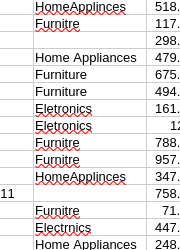 HomeApplinces 518.
Furnitre 117.
298.
Home Appliances 479.
Furniture 675.
Furniture 494.
Eletronics 161.
Eletronics 12
Furnitre 788.
Furnitre 957.
HomeApplinces 347.
11 758.
Furnitre 71.
Electrnics 447.
Home Appliances 248.